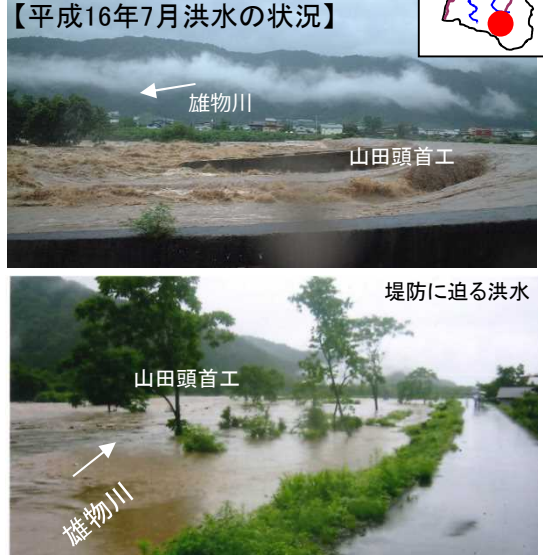 【平成16年7月洪水の状況】
雄物川
山田頭首工
堤防に迫る洪水
山田頭首工
雄物川